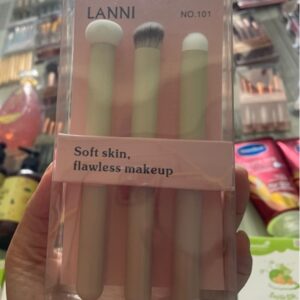 LANNI
NO.101
Soft skin,
flawless makeup